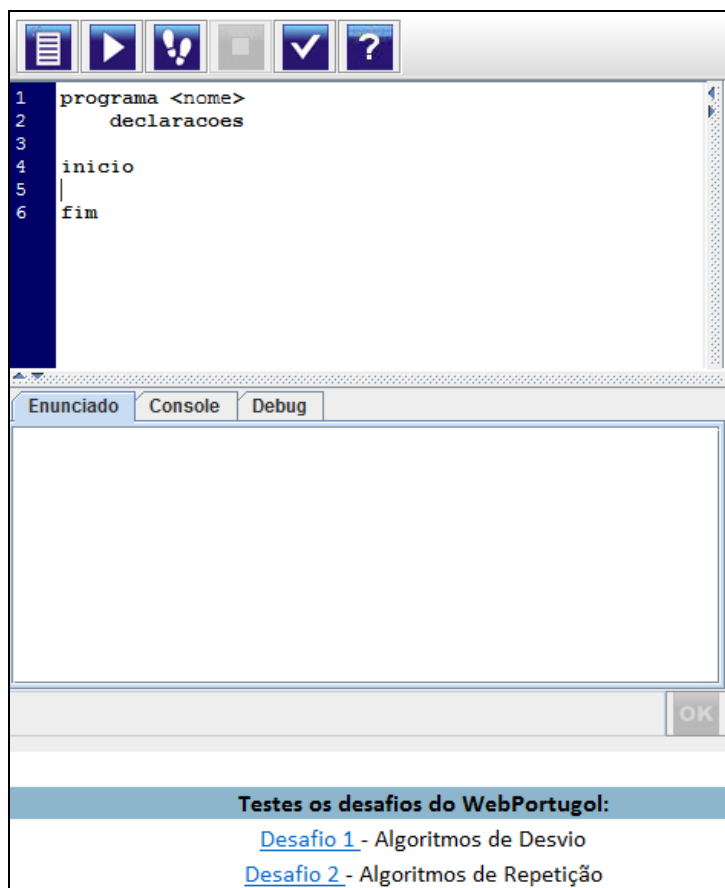 ?
1 programa <nome>
2 declaracoes
3
4 inicio
5
6 fim
Enunciado Console Debug
OK
Testes os desafios do WebPortugol:
Desafio 1 - Algoritmos de Desvio
Desafio 2 - Algoritmos de Repetição